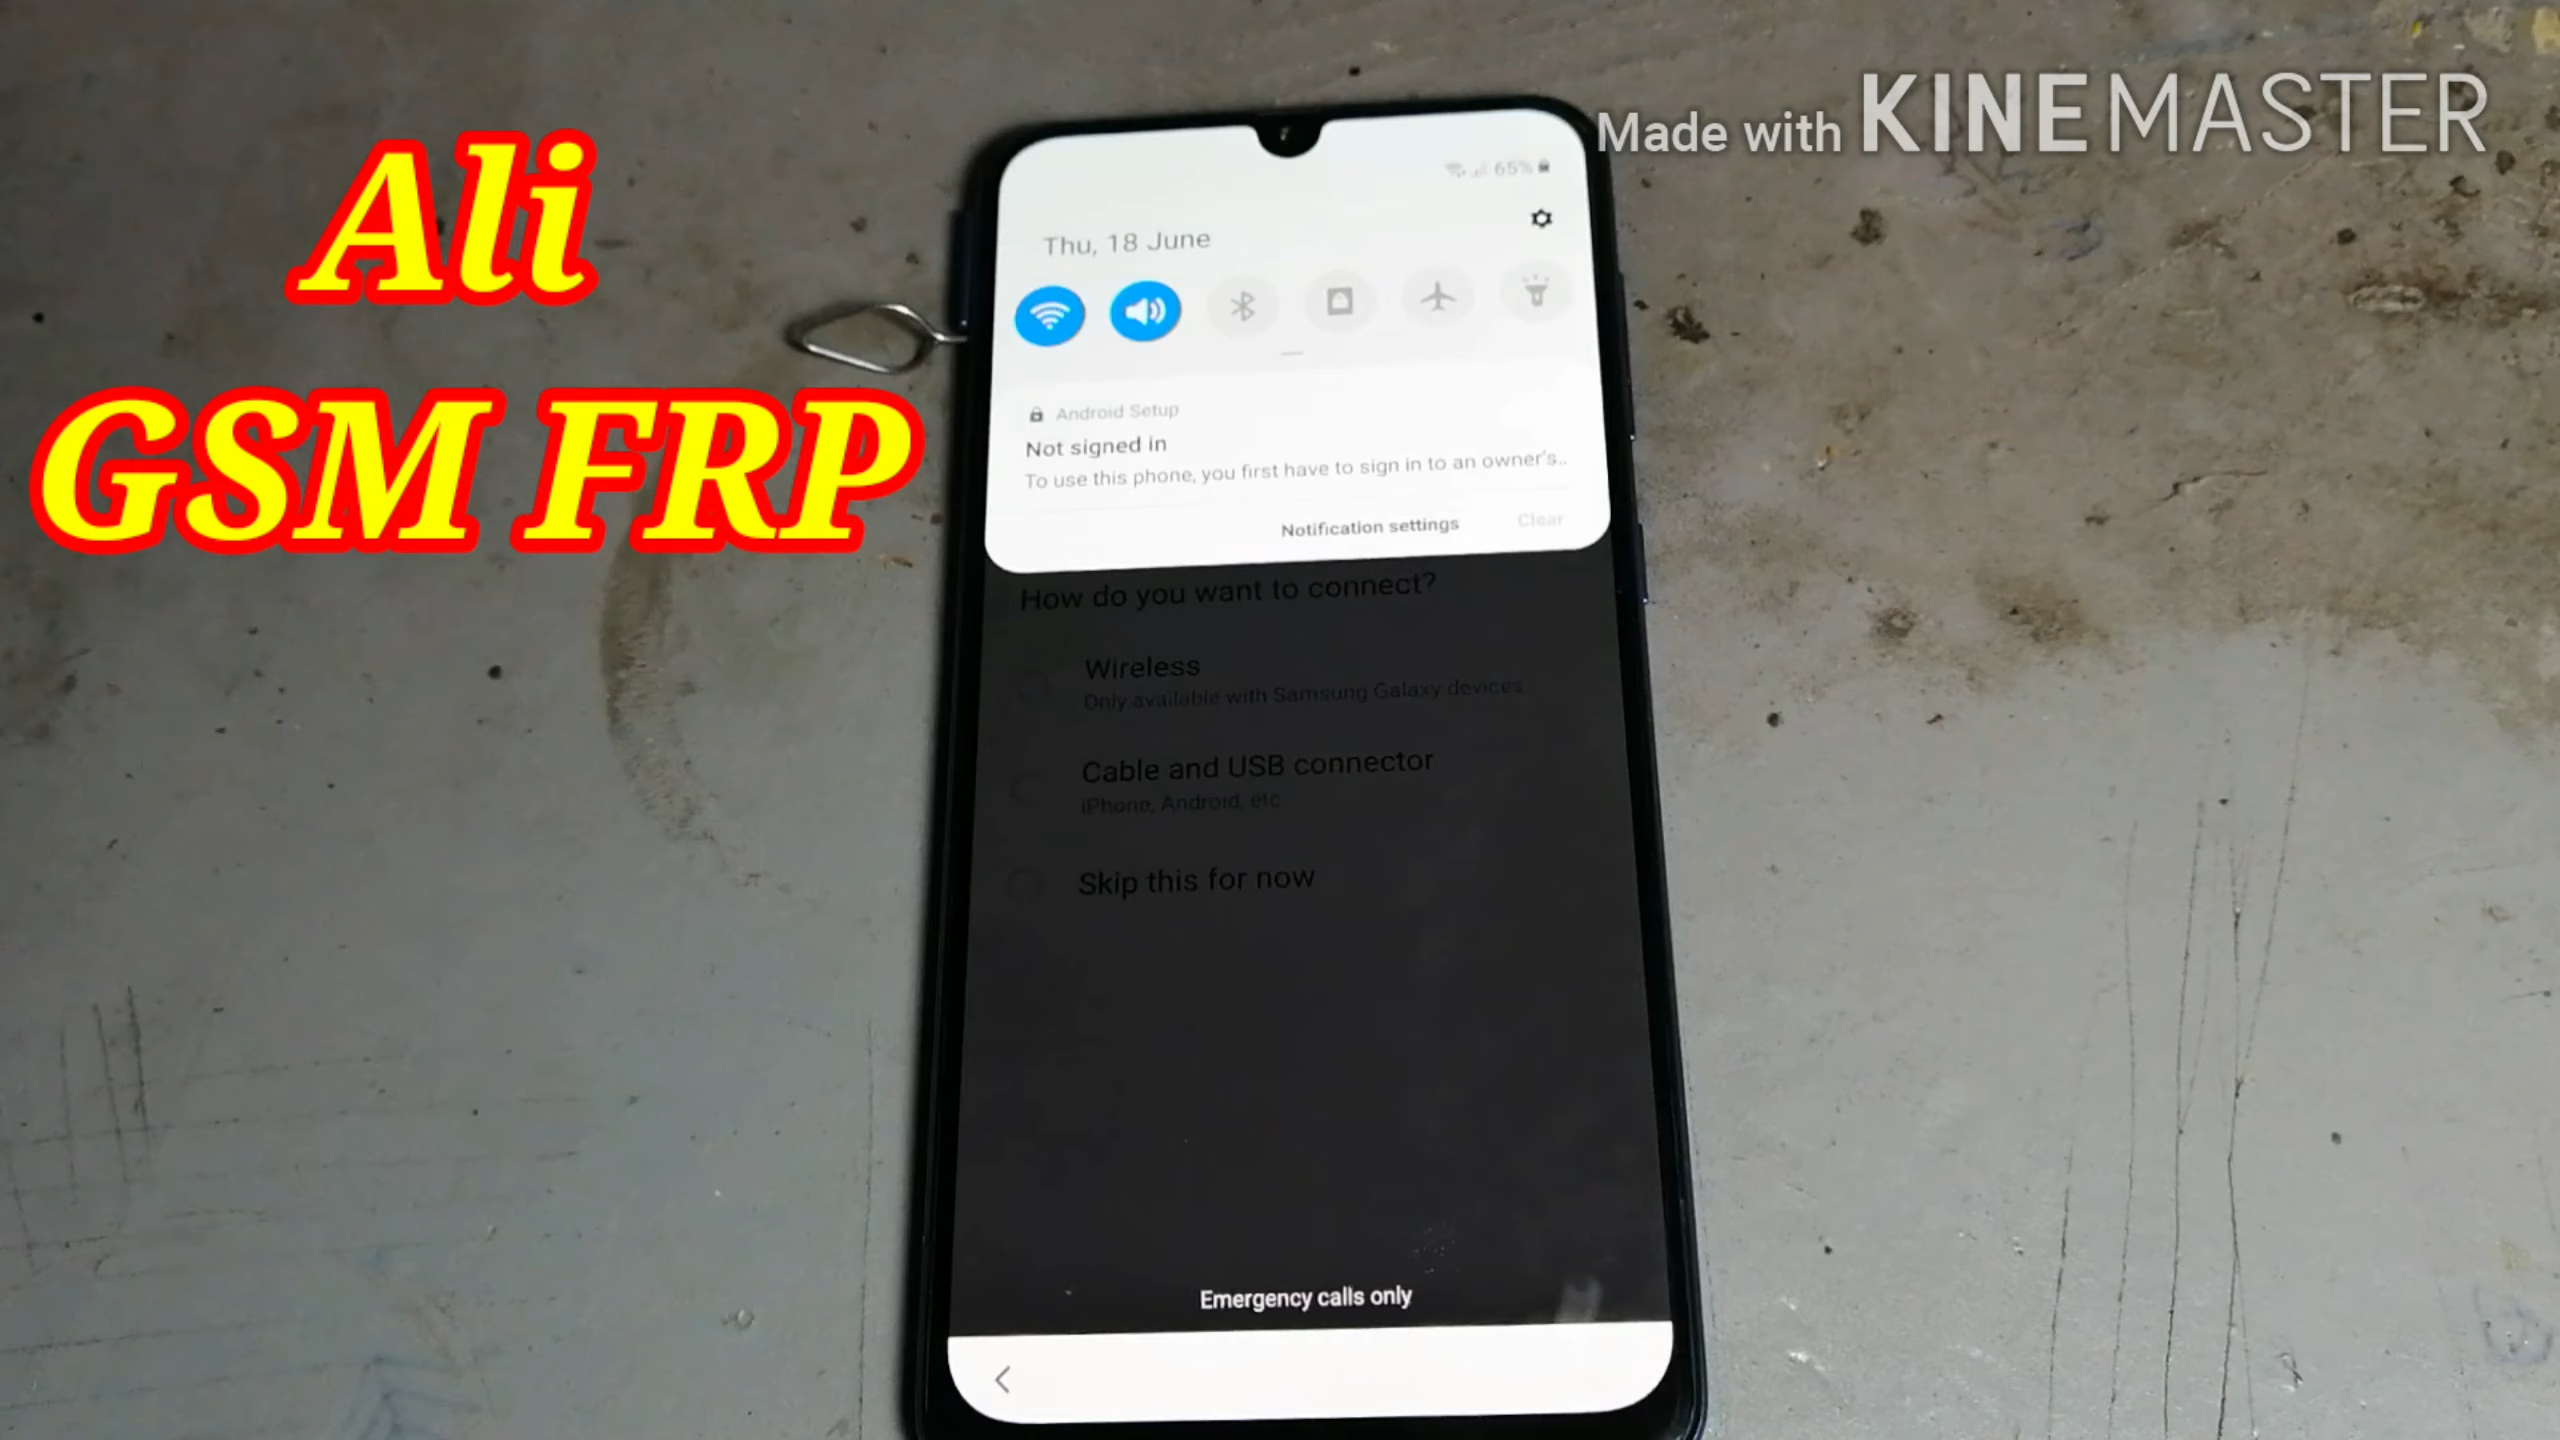 Ali
GSM FRP
Made with KINEMASTER
65%
Thu, 18 June
Android Setup
Not signed in
To use this phone, you first have to sign in to an owner's..
Notification settings
Clear
How do you want to connect?
Wireless
Only available with Samsung Galaxy devices
Cable and USB connector
iPhone, Android, etc
Skip this for now
Emergency calls only